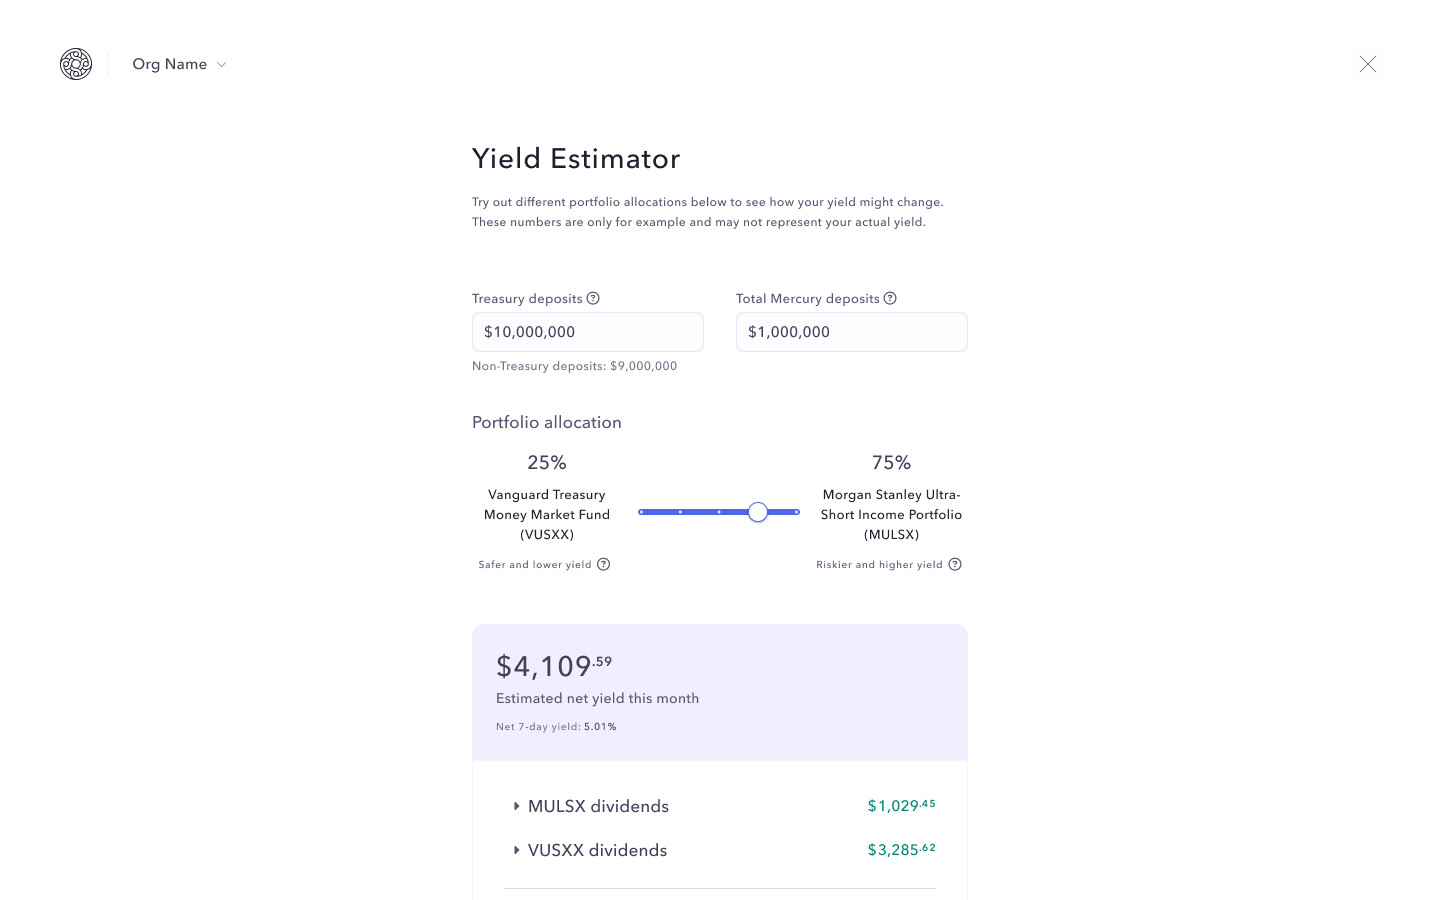 Org Name
Yield Estimator
Try out different portfolio allocations below to see how your yield might change.
These numbers are only for example and may not represent your actual yield.
Treasury deposits
Total Mercury deposits
$10,000,000
$1,000,000
Non-Treasury deposits: $9,000,000
Portfolio allocation
25%
Vanguard Treasury
Money Market Fund
(VUSXX)
Safer and lower yield
75%
Morgan Stanley Ultra-
Short Income Portfolio
(MULSX)
Riskier and higher yield
$4,109.59
Estimated net yield this month
Net 7-day yield: 5.01%
MULSX dividends $1,029.45
VUSXX dividends $3,285.62